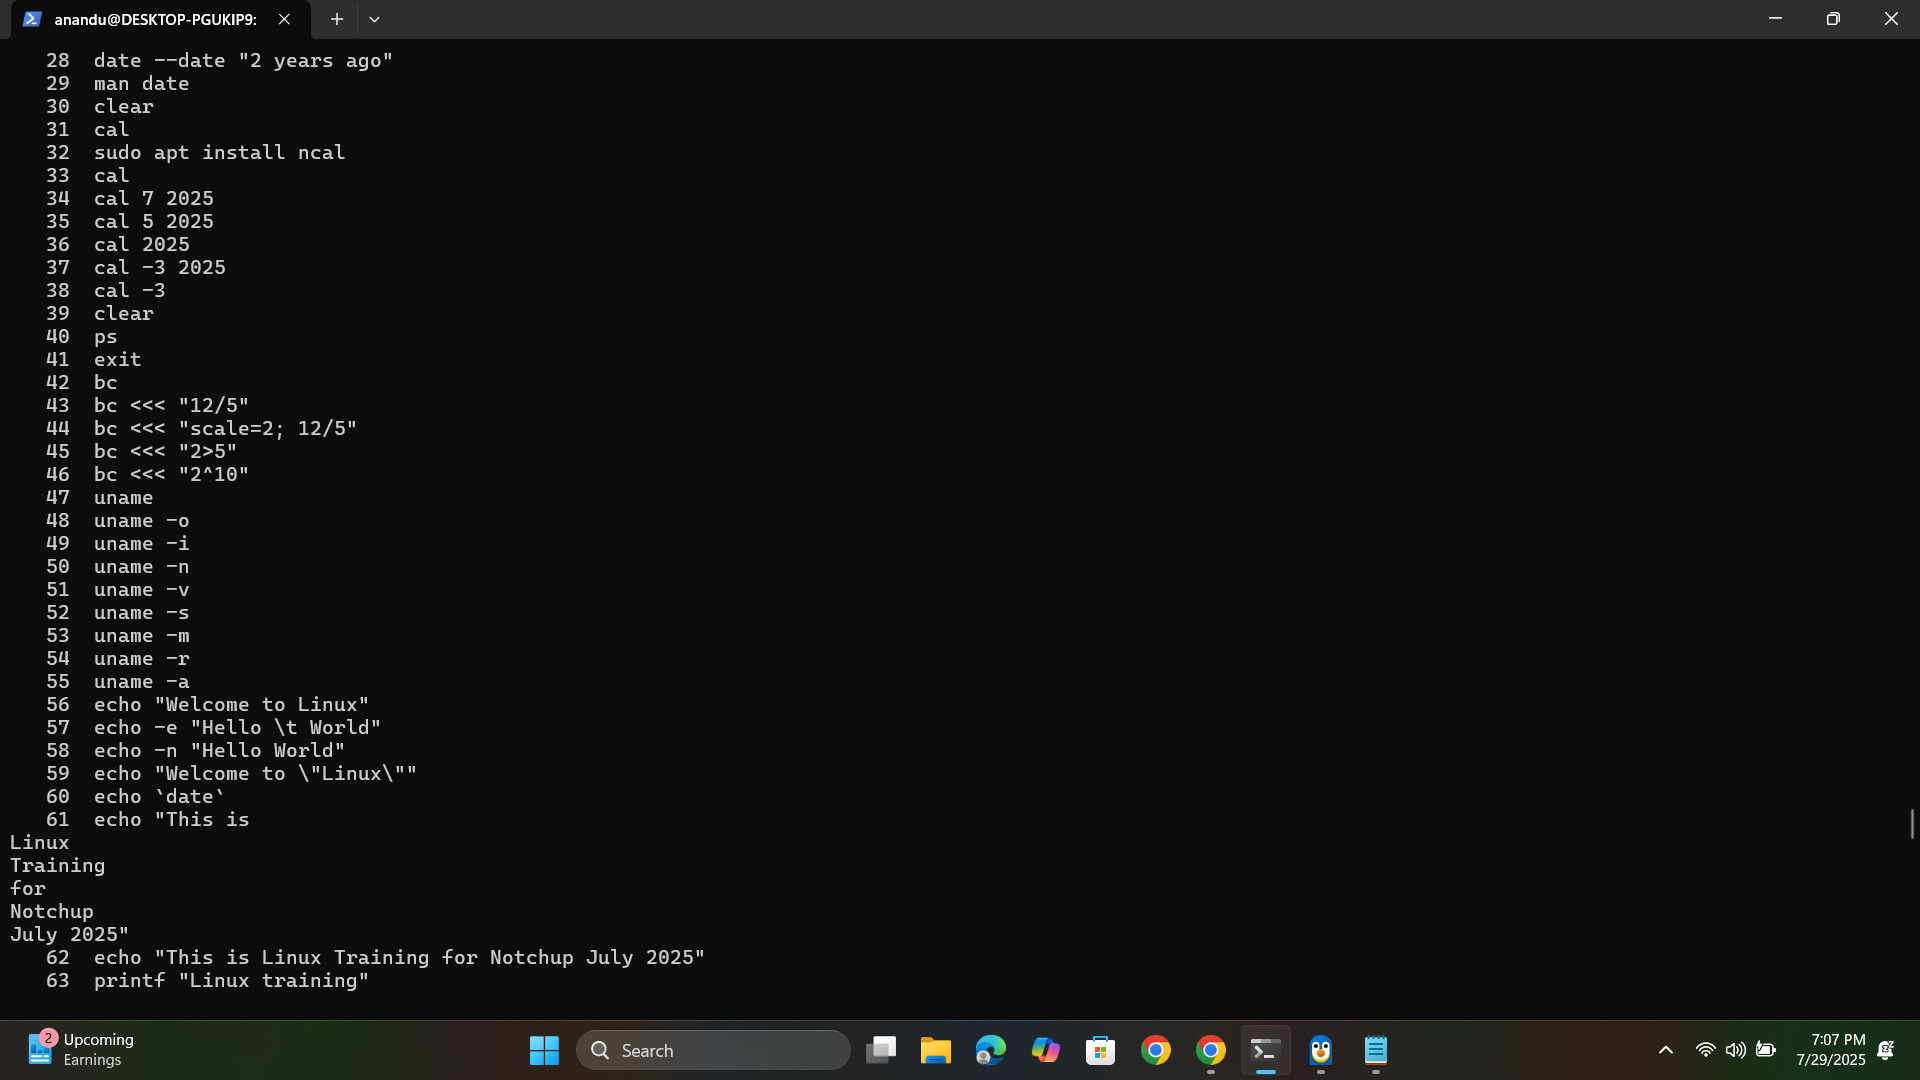 anandu@DESKTOP-PGUKIP9:
28 date --date "2 years ago"
29 man date
30 clear
31 cal
32 sudo apt install ncal
33 cal
34 cal 7 2025
35 cal 5 2025
36 cal 2025
37 cal -3 2025
38 cal -3
39 clear
40 ps
41 exit
42 bc
43 bc <<< "12/5"
44 bc <<< "scale=2; 12/5"
45 bc <<< "2>5"
46 bc <<< "2^10"
47 uname
48 uname -o
49 uname -i
50 uname -n
51 uname -v
52 uname -s
53 uname -m
54 uname -r
55 uname -a
56 echo "Welcome to Linux"
57 echo -e "Hello \t World"
58 echo -n "Hello World"
59 echo "Welcome to \"Linux\""
60 echo `date`
61 echo "This is
Linux
Training
for
Notchup
July 2025"
62 echo "This is Linux Training for Notchup July 2025"
63 printf "Linux training"
2
Upcoming
Earnings
Search
7:07 PM
7/29/2025